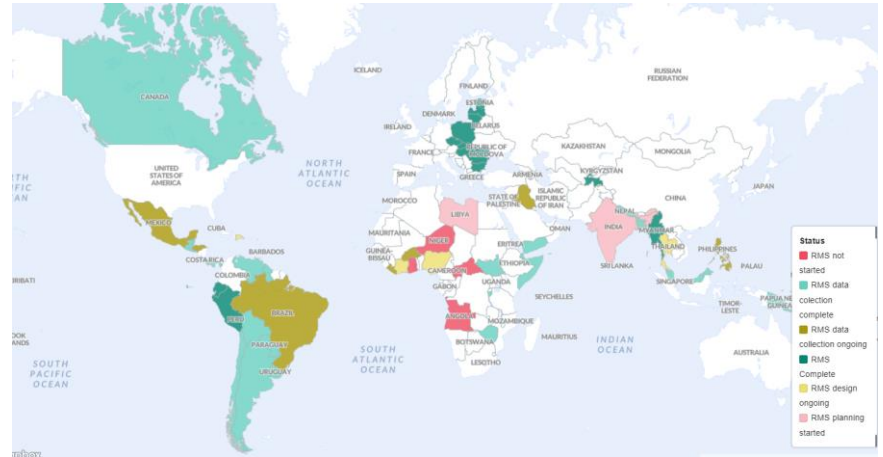 ICELAND
RUSSIAN
FEDERATION
FINLAND
CANADA
ESTONIA
DENMARK
BELARUS
IRELAND
REPUBLIC OF
MOLDOVA
KAZAKHSTAN
MONGOLIA
FRANCE
UNITED
STATES OF
AMERICA
NORTH
ATLANTIC
OCEAN
KYRGYZSTAN
SPAIN
GREECE
ARMENIA
JAPAN
STATE OF
PALESTINE
ISLAMIC
REPUBLIC
OF IRAN
CHINA
MOROCCO
NEPAL
LIBYA
MEXICO
CUBA
OMAN
INDIA
MYANMAR
MAURITANIA
NIGER
THAILAND
PHILIPPINES
BARBADOS
GUINEA-
BISSAU
ERITREA
COSTA RICA
CAMEROON
ETHIOPIA
SRI LANKA
PALAU
COLOMBIA
GABON
UGANDA
SINGAPORE
SEYCHELLES
PERU
BRAZIL
ANGOLA
TIMOR-
LESTE
PAPUA NEW
GUINEA
MOZAMBIQUE
MAURITIUS
INDIAN
OCEAN
PARAGUAY
SOUTH
ATLANTIC
OCEAN
BOTSWANA
LESOTHO
AUSTRALIA
SOUTH
PACIFIC
OCEAN
URUGUAY
Status
RMS not
started
RMS data
colection
complete
RMS data
collection ongoing
RMS
Complete
RMS design
ongoing
RMS planning
started